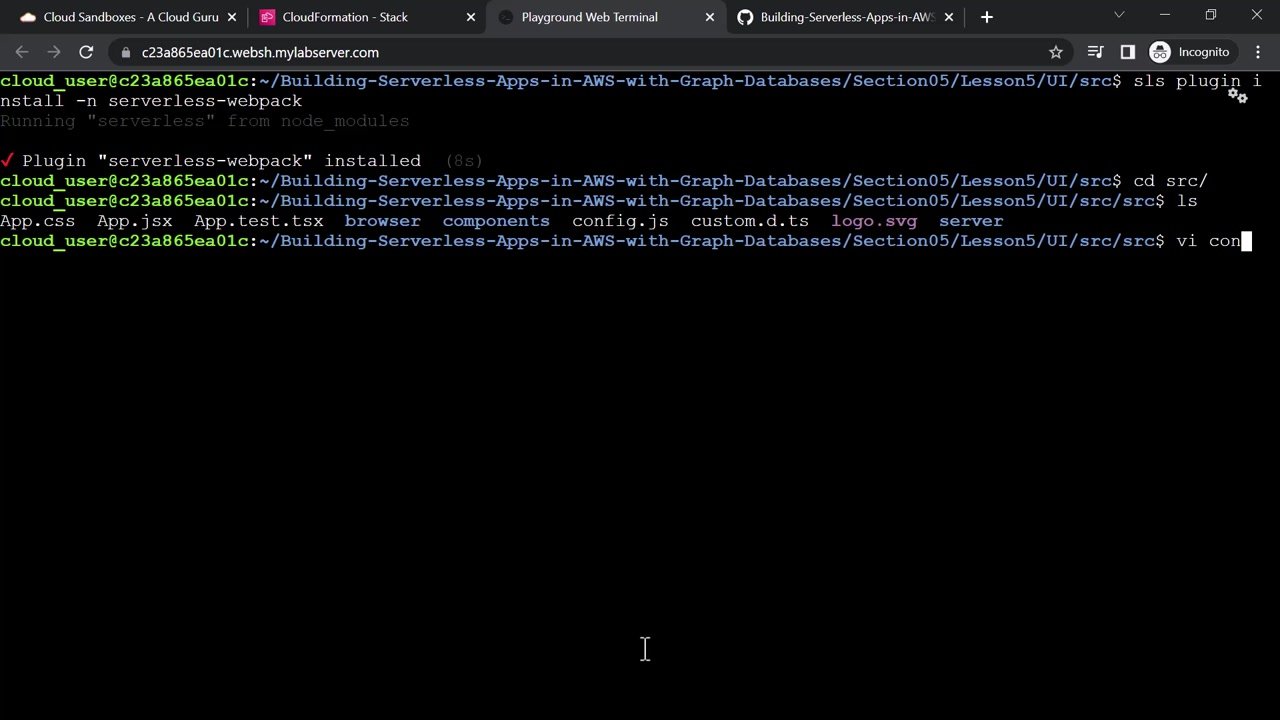 Cloud Sandboxes - A Cloud Guru
CloudFormation - Stack
Playground Web Terminal
Building-Serverless-Apps-in-AWS
c23a865ea01c.websh.mylabserver.com
Incognito
cloud_user@c23a865ea01c:~/Building-Serverless-Apps-in-AWS-with-Graph-Databases/Section05/Lesson5/UI/src$ sls plugin i
nstall -n serverless-webpack
Running "serverless" from node_modules
✓ Plugin "serverless-webpack" installed (8s)
cloud_user@c23a865ea01c:~/Building-Serverless-Apps-in-AWS-with-Graph-Databases/Section05/Lesson5/UI/src$ cd src/
cloud_user@c23a865ea01c:~/Building-Serverless-Apps-in-AWS-with-Graph-Databases/Section05/Lesson5/UI/src/src$ ls
App.css App.jsx App.test.tsx browser components config.js custom.d.ts logo.svg server
cloud_user@c23a865ea01c:~/Building-Serverless-Apps-in-AWS-with-Graph-Databases/Section05/Lesson5/UI/src/src$ vi con